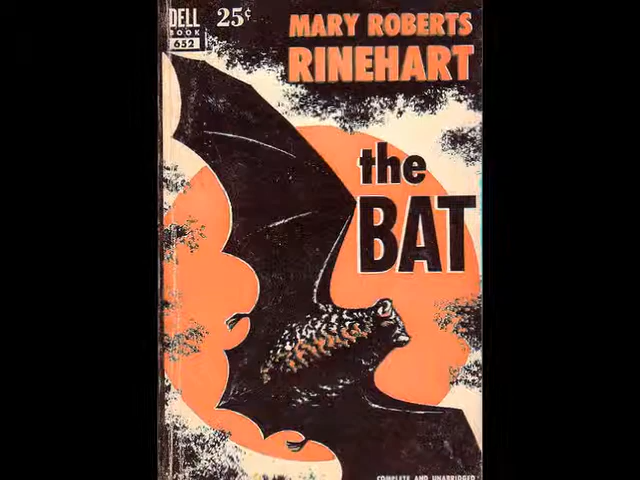 DELL
BOOK
652
25¢
MARY ROBERTS
RINEHART
the
BAT
COMPLETE AND UNABRIDGED